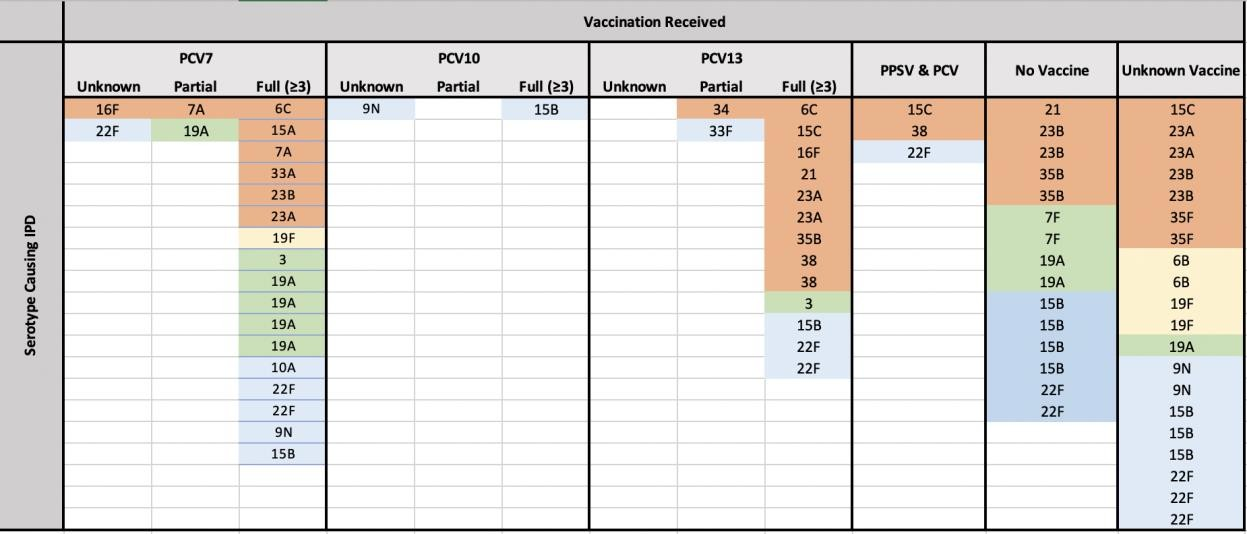 Vaccination Received
PCV7 PCV10 PCV13 PPSV & PCV No Vaccine Unknown Vaccine
Unknown Partial Full (≥3) Unknown Partial Full (≥3) Unknown Partial Full (≥3)
Serotype Causing IPD
16F 7A 6C 9N 15B 34 6C 15C 21 15C
22F 19A 15A 33F 15C 38 23B 23A
7A 16F 22F 23B 23A
33A 21 35B 23B
23B 23A 35B 23B
23A 23A 7F 35F
19F 35B 7F 35F
3 38 19A 6B
19A 38 19A 6B
19A 3 15B 19F
19A 15B 15B 19F
19A 22F 15B 19A
10A 22F 15B 9N
22F 22F 9N
22F 22F 15B
9N 15B
15B 15B
22F
22F
22F